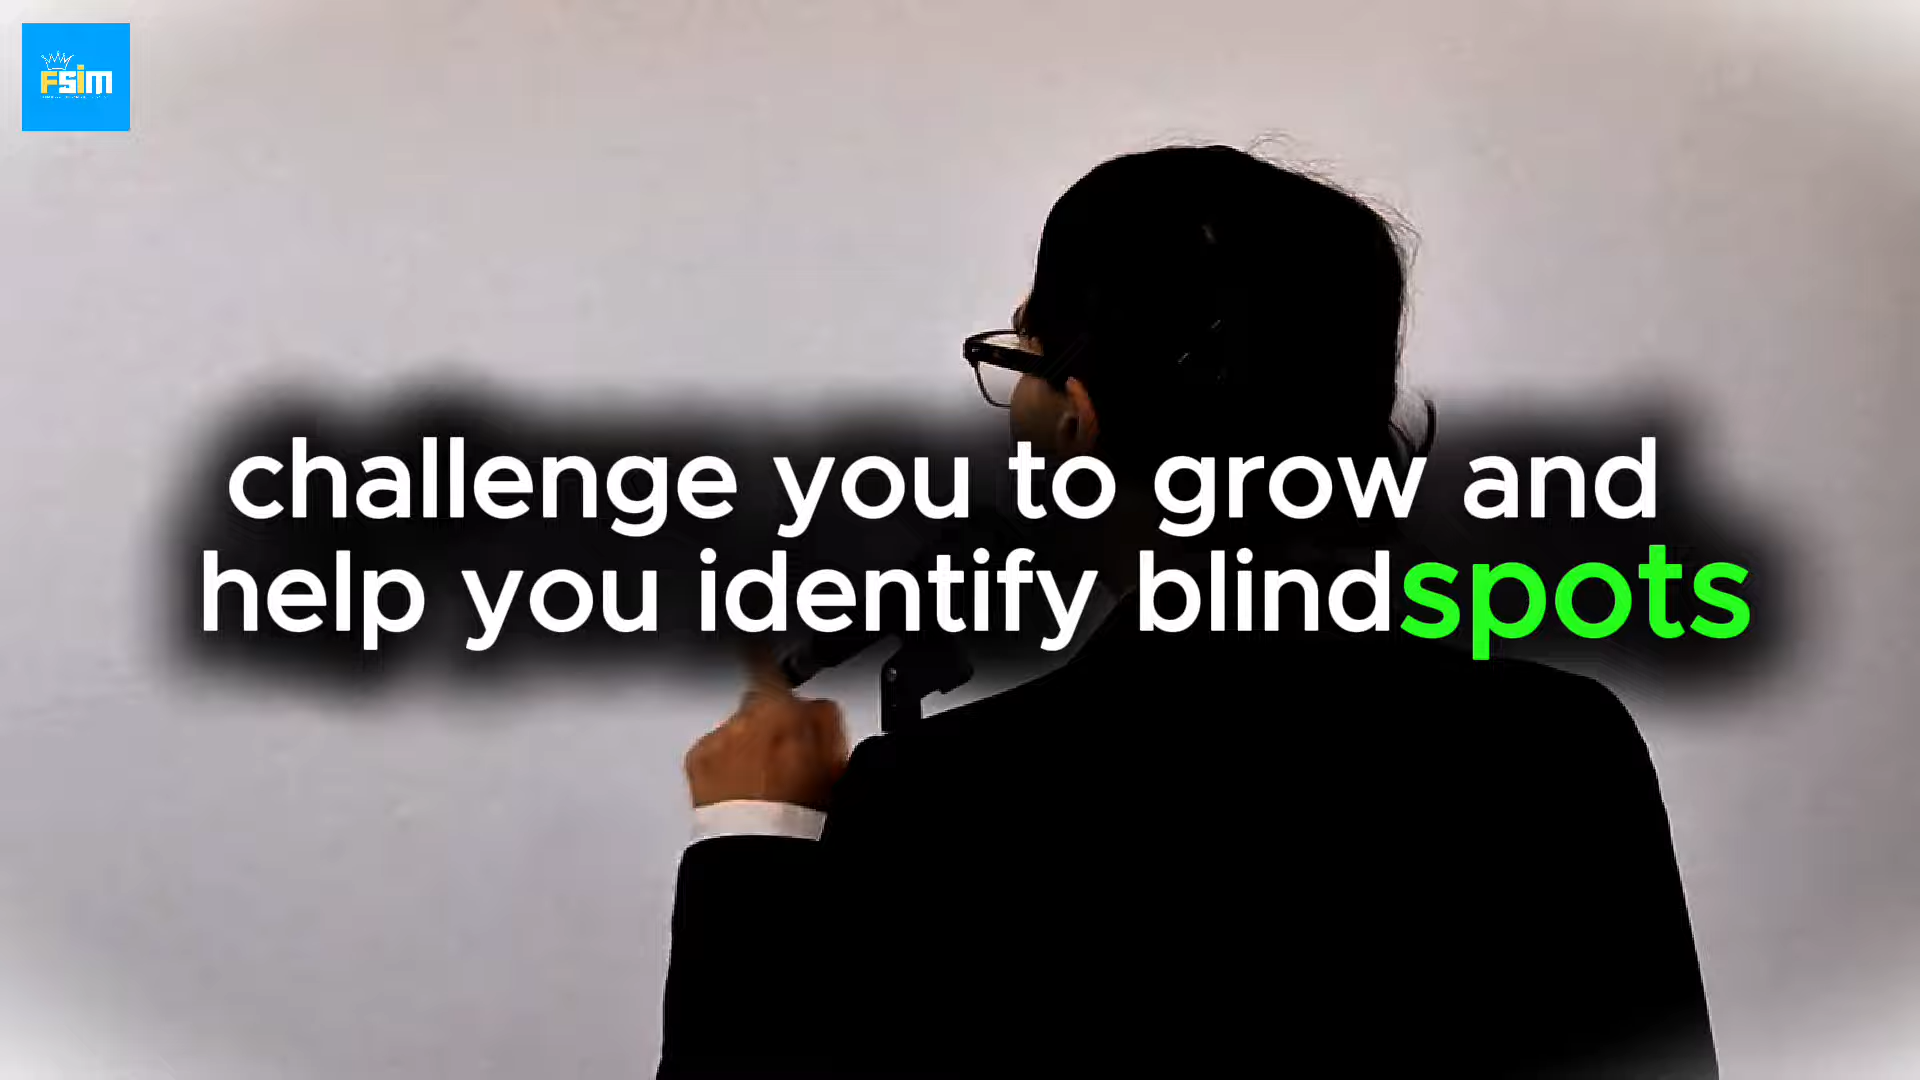 FSiM
challenge you to grow and
help you identify blindspots